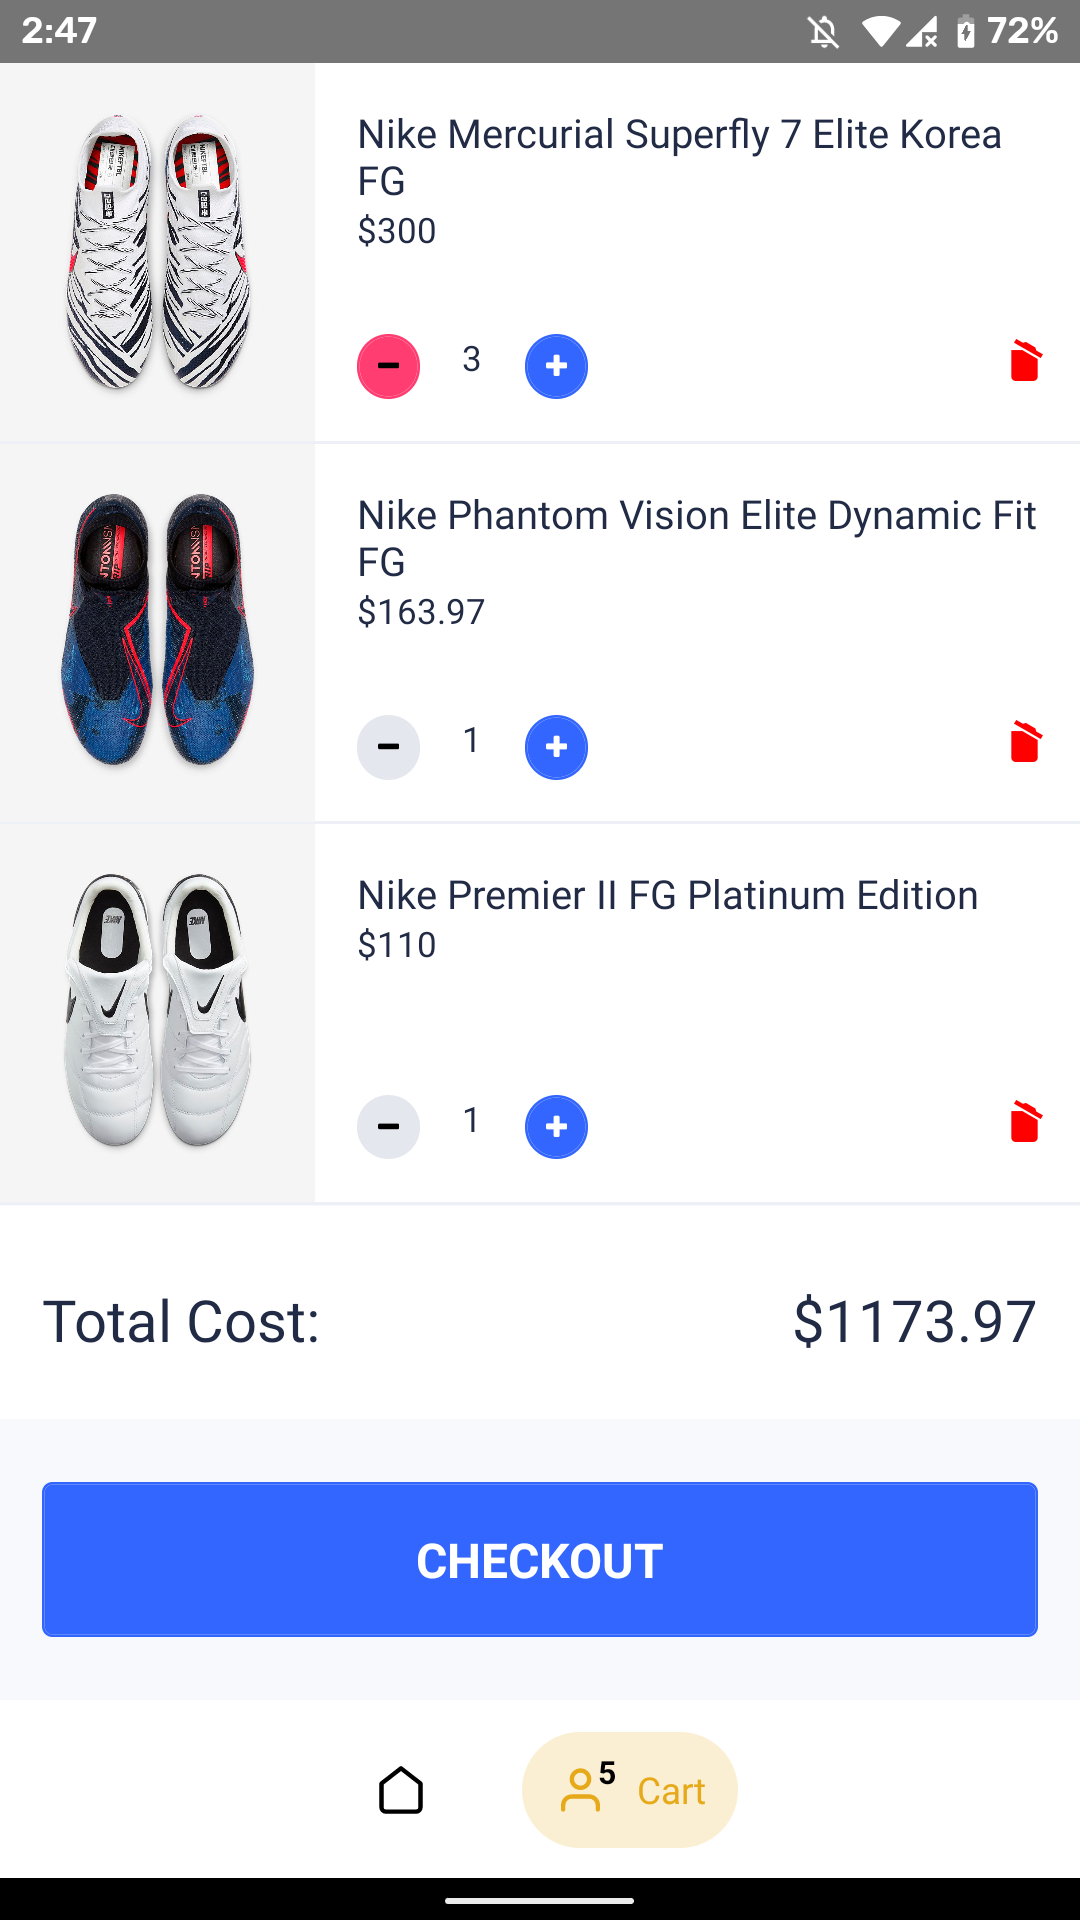 2:47
72%
Nike Mercurial Superfly 7 Elite Korea
FG
$300
3
Nike Phantom Vision Elite Dynamic Fit
FG
$163.97
1
Nike Premier II FG Platinum Edition
$110
1
Total Cost:
$1173.97
CHECKOUT
5
Cart